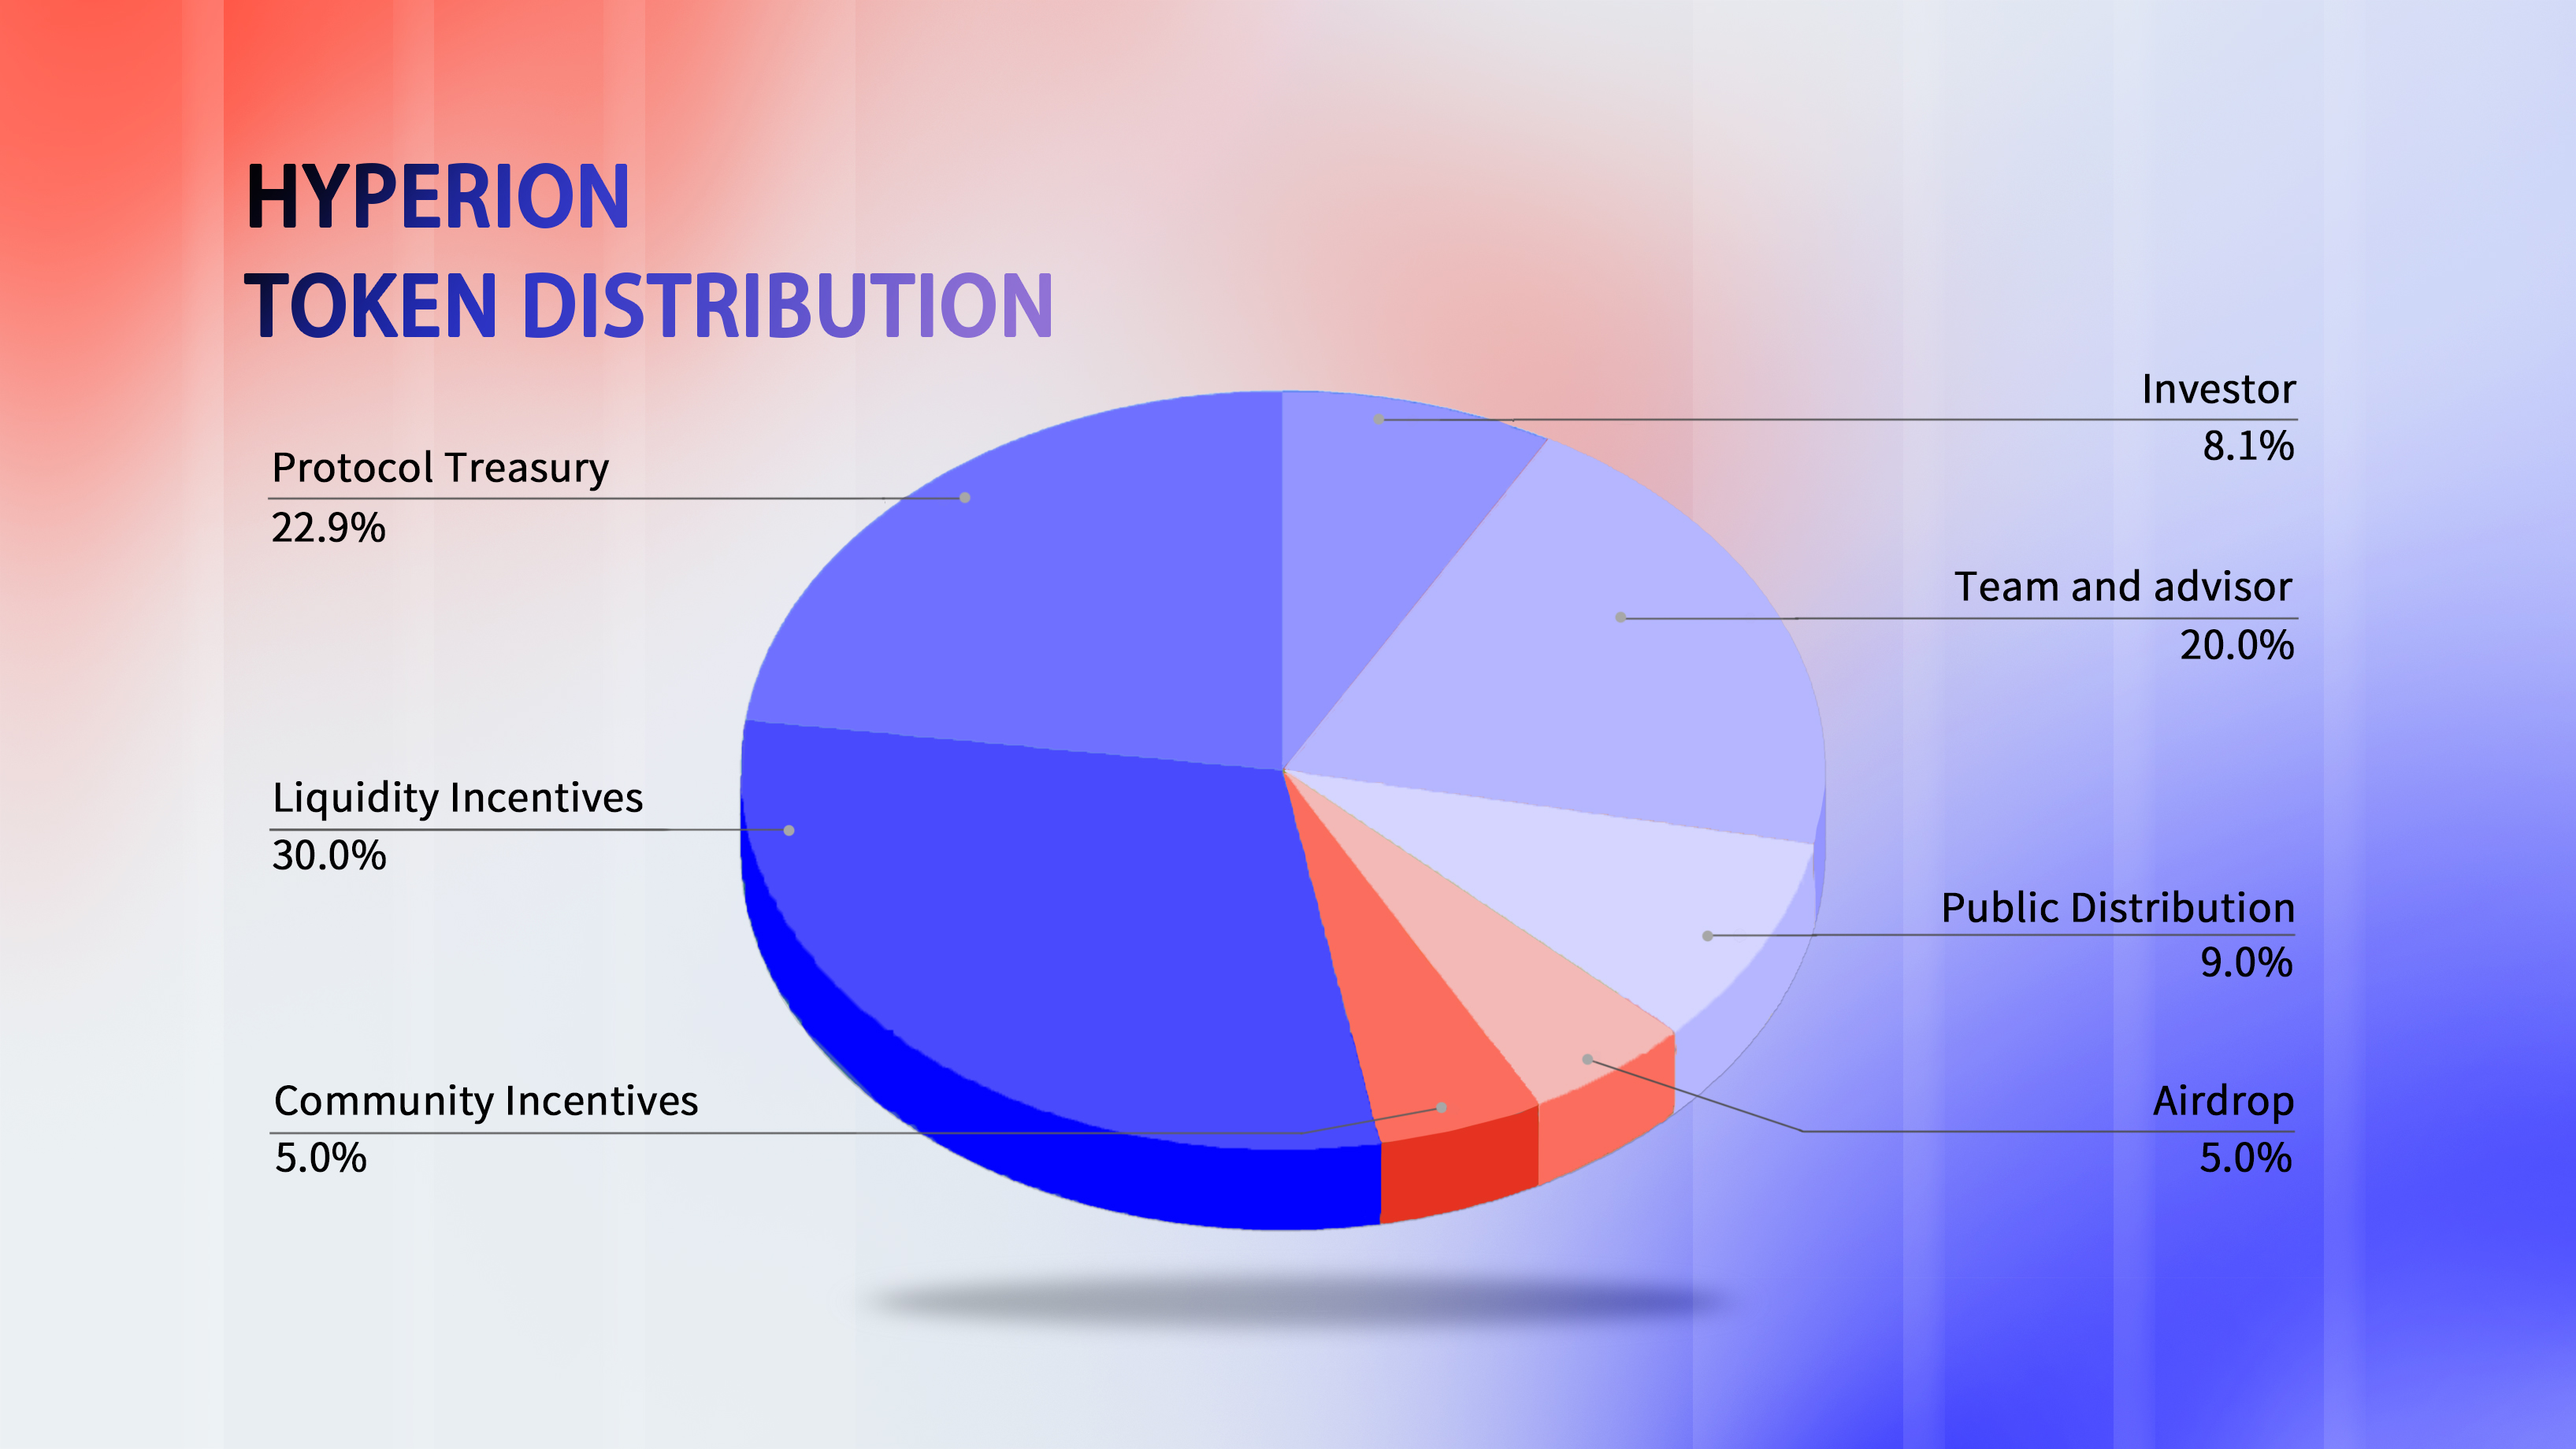 HYPERION
TOKEN DISTRIBUTION
Protocol Treasury
22.9%
Liquidity Incentives
30.0%
Community Incentives
5.0%
Investor
8.1%
Team and advisor
20.0%
Public Distribution
9.0%
Airdrop
5.0%